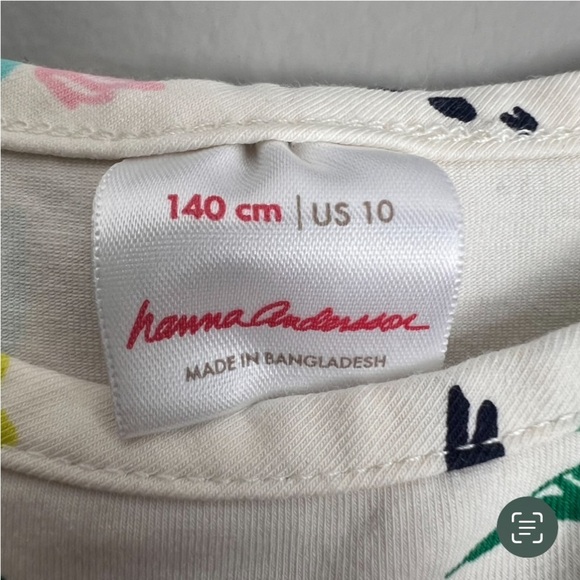 140 cm | US 10
hanna andersson
MADE IN BANGLADESH